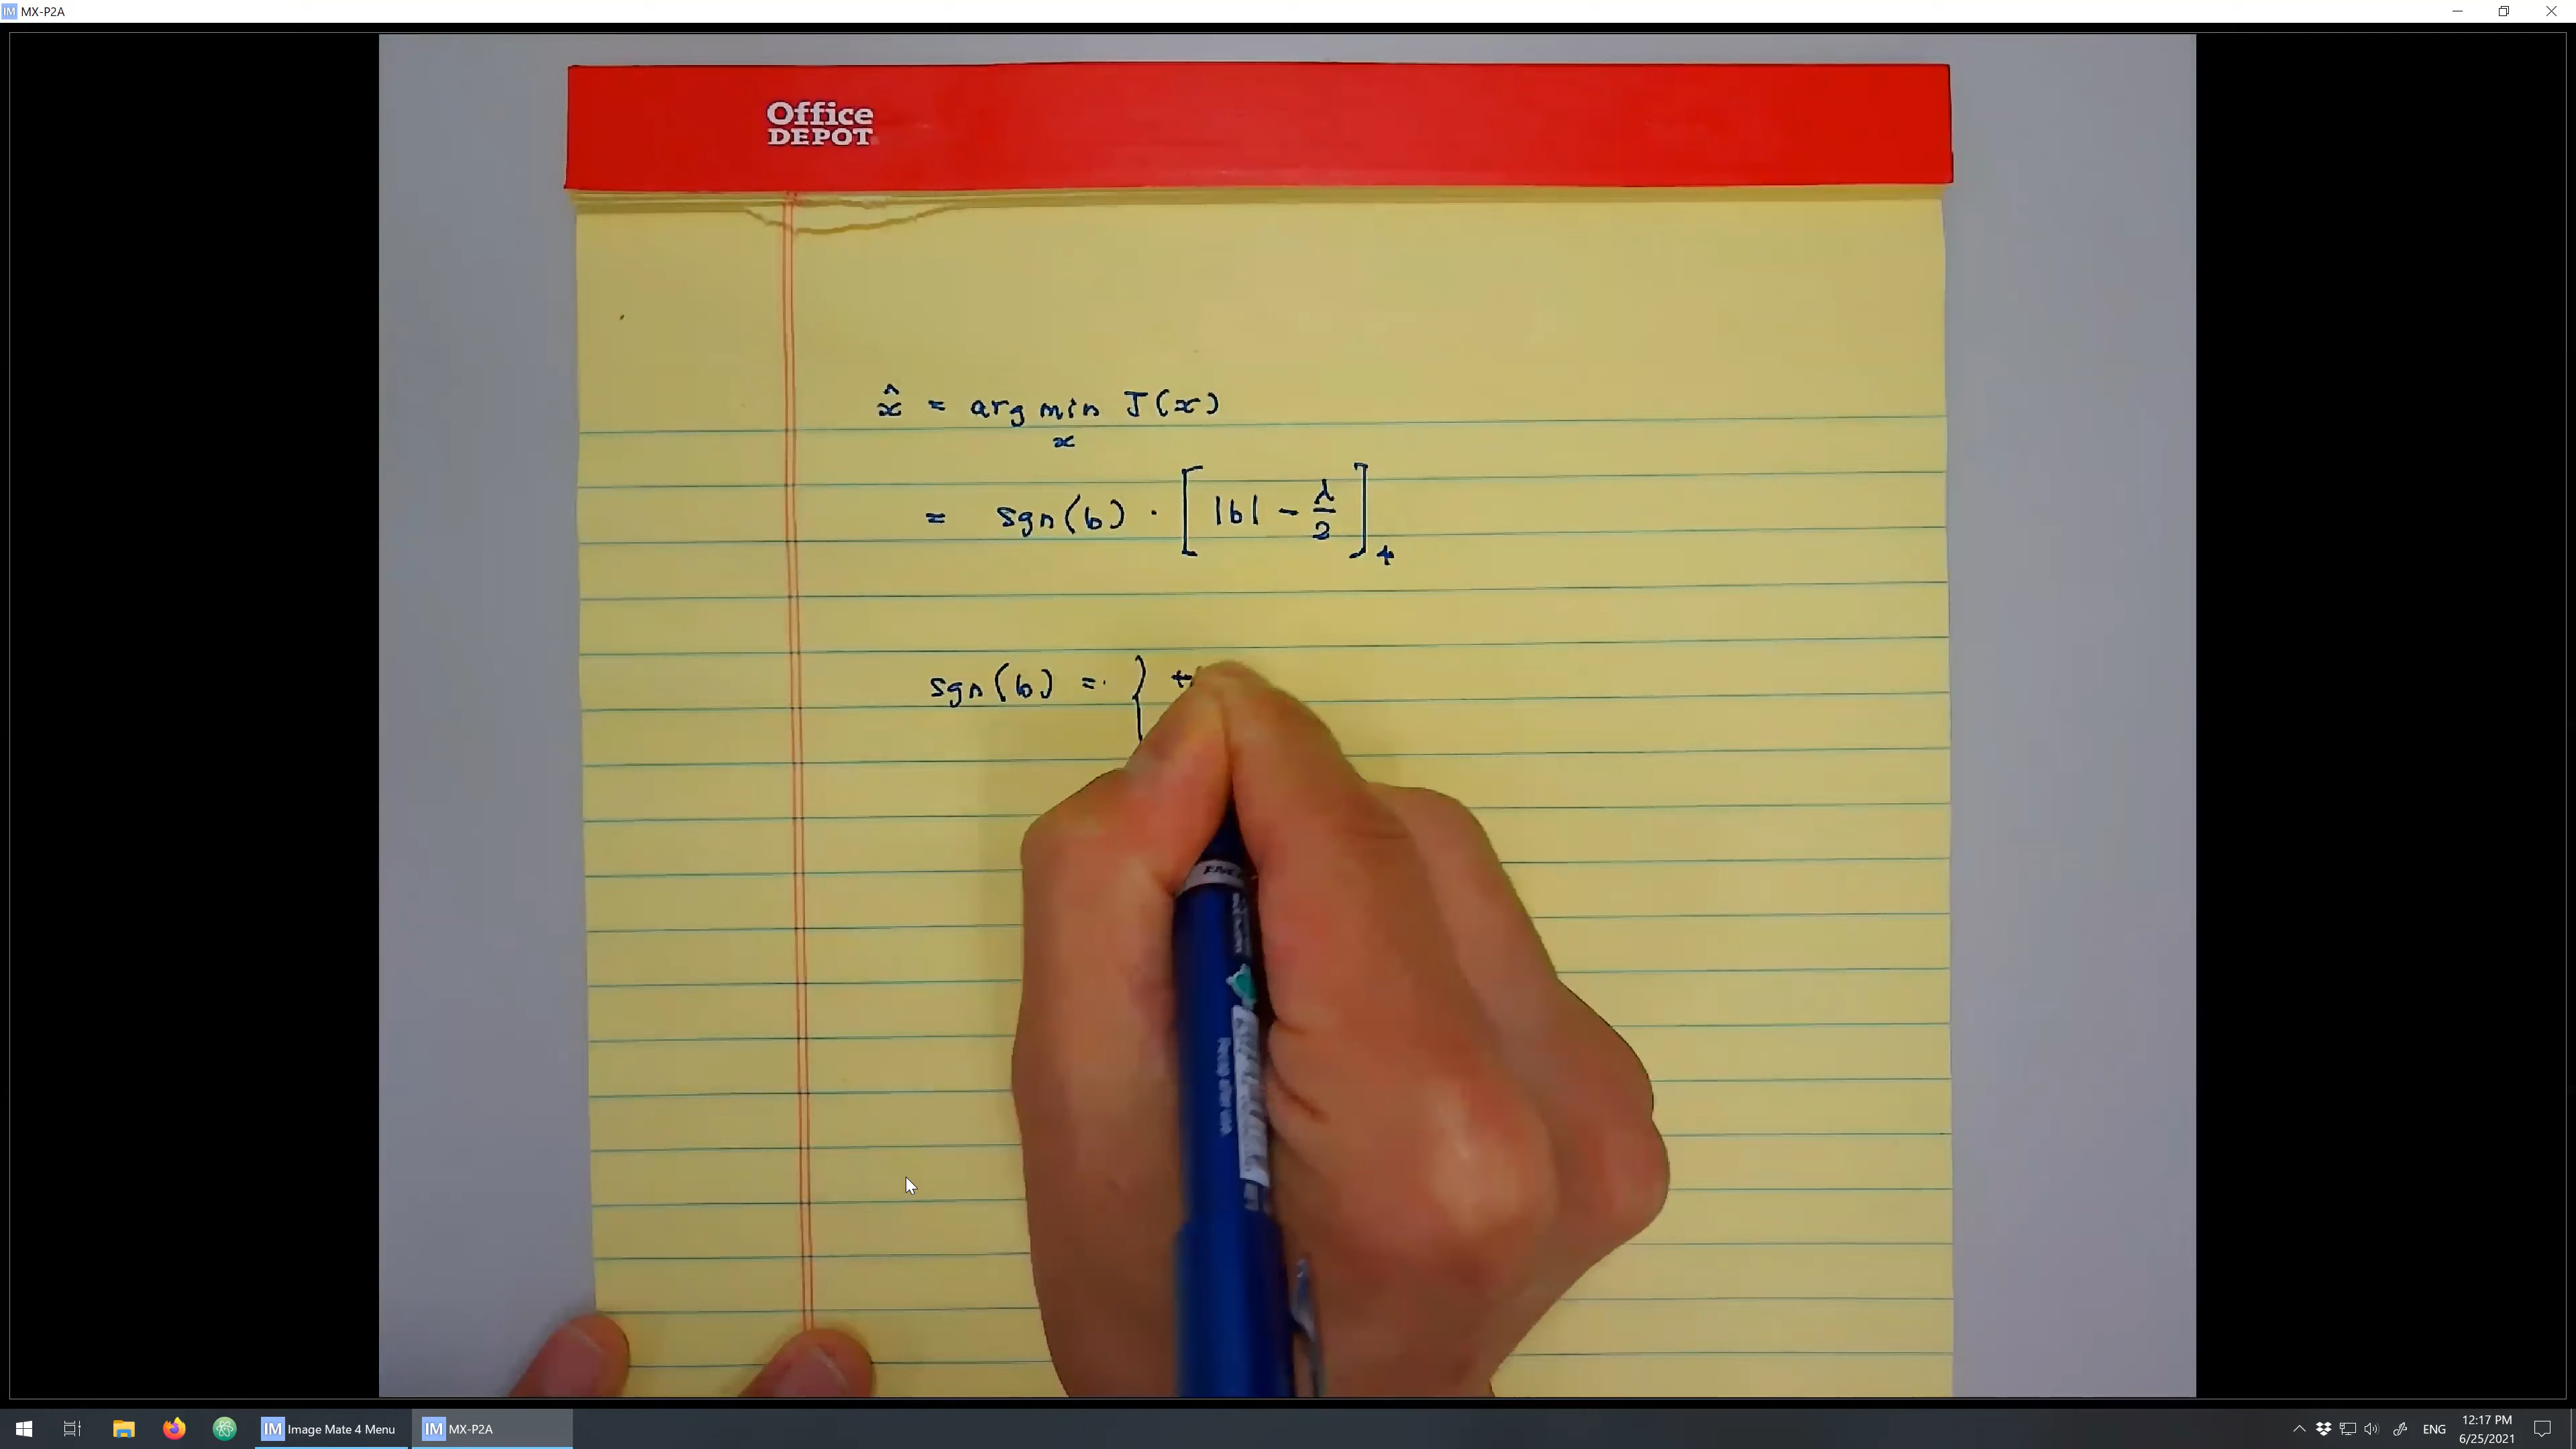 MX-P2A
Office
DEPOT
x̂ = arg min J(x)
x
= sgn(b) · [ |b| − λ/2 ]₊
sgn(b) = {
Image Mate 4 Menu
MX-P2A
ENG
12:17 PM
6/25/2021